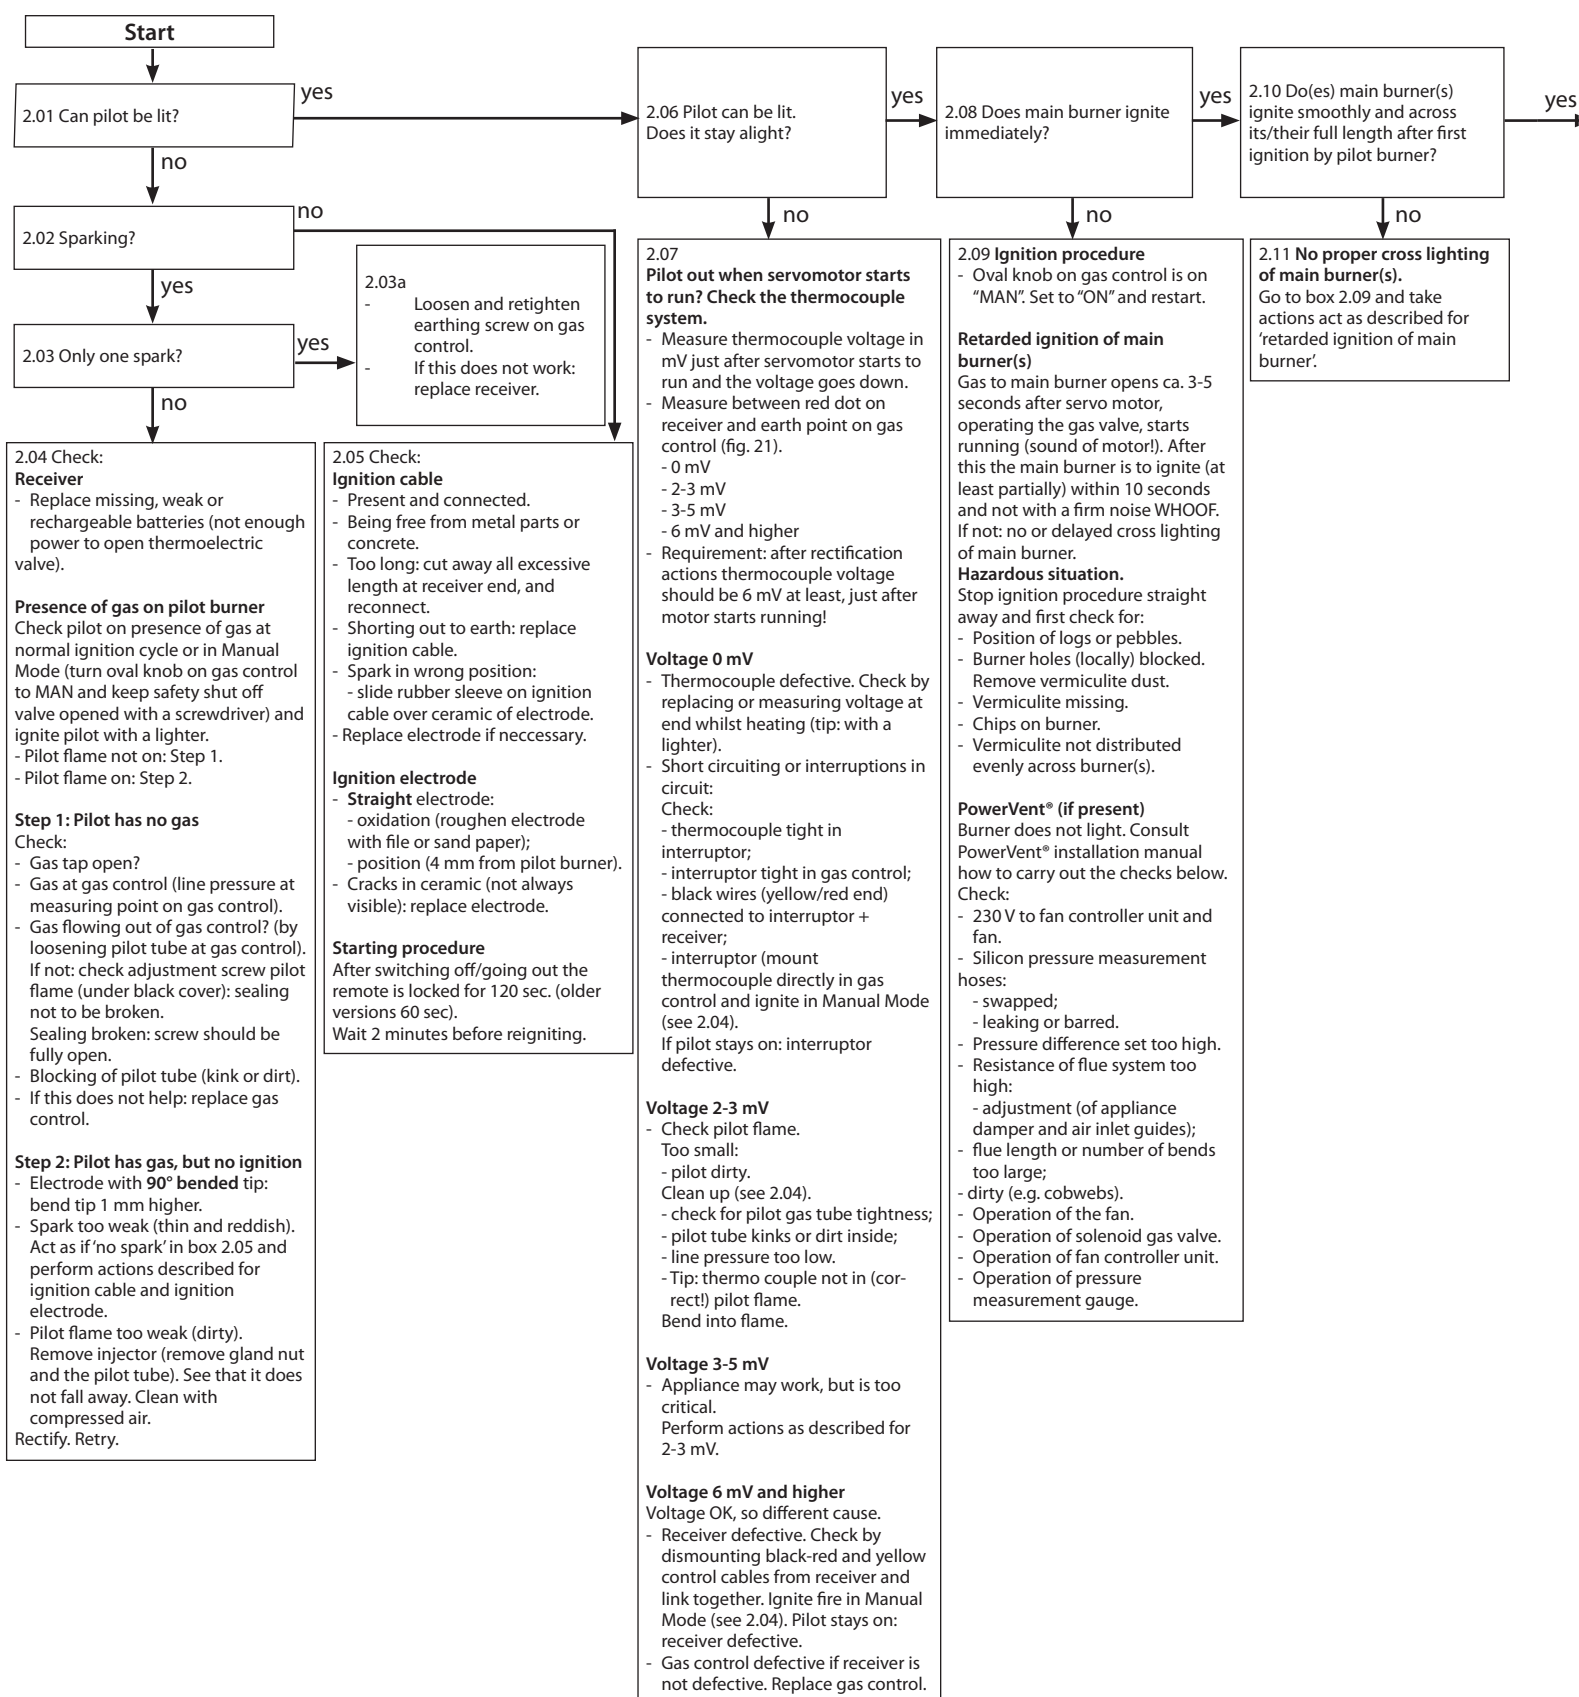 Start
2.01 Can pilot be lit?
yes
no
2.02 Sparking?
no
yes
2.03 Only one spark?
yes
no
2.03a
- Loosen and retighten
earthing screw on gas
control.
- If this does not work:
replace receiver.
2.04 Check:
Receiver
- Replace missing, weak or
rechargeable batteries (not enough
power to open thermoelectric
valve).
Presence of gas on pilot burner
Check pilot on presence of gas at
normal ignition cycle or in Manual
Mode (turn oval knob on gas control
to MAN and keep safety shut off
valve opened with a screwdriver) and
ignite pilot with a lighter.
- Pilot flame not on: Step 1.
- Pilot flame on: Step 2.
Step 1: Pilot has no gas
Check:
- Gas tap open?
- Gas at gas control (line pressure at
measuring point on gas control).
- Gas flowing out of gas control? (by
loosening pilot tube at gas control).
If not: check adjustment screw pilot
flame (under black cover): sealing
not to be broken.
Sealing broken: screw should be
fully open.
- Blocking of pilot tube (kink or dirt).
- If this does not help: replace gas
control.
Step 2: Pilot has gas, but no ignition
- Electrode with 90° bended tip:
bend tip 1 mm higher.
- Spark too weak (thin and reddish).
Act as if 'no spark' in box 2.05 and
perform actions described for
ignition cable and ignition
electrode.
- Pilot flame too weak (dirty).
Remove injector (remove gland nut
and the pilot tube). See that it does
not fall away. Clean with
compressed air.
Rectify. Retry.
2.05 Check:
Ignition cable
- Present and connected.
- Being free from metal parts or
concrete.
- Too long: cut away all excessive
length at receiver end, and
reconnect.
- Shorting out to earth: replace
ignition cable.
- Spark in wrong position:
- slide rubber sleeve on ignition
cable over ceramic of electrode.
- Replace electrode if neccessary.
Ignition electrode
- Straight electrode:
- oxidation (roughen electrode
with file or sand paper);
- position (4 mm from pilot burner).
- Cracks in ceramic (not always
visible): replace electrode.
Starting procedure
After switching off/going out the
remote is locked for 120 sec. (older
versions 60 sec).
Wait 2 minutes before reigniting.
2.06 Pilot can be lit.
Does it stay alight?
yes
no
2.07
Pilot out when servomotor starts
to run? Check the thermocouple
system.
- Measure thermocouple voltage in
mV just after servomotor starts to
run and the voltage goes down.
- Measure between red dot on
receiver and earth point on gas
control (fig. 21).
- 0 mV
- 2-3 mV
- 3-5 mV
- 6 mV and higher
- Requirement: after rectification
actions thermocouple voltage
should be 6 mV at least, just after
motor starts running!
Voltage 0 mV
- Thermocouple defective. Check by
replacing or measuring voltage at
end whilst heating (tip: with a
lighter).
- Short circuiting or interruptions in
circuit:
Check:
- thermocouple tight in
interruptor;
- interruptor tight in gas control;
- black wires (yellow/red end)
connected to interruptor +
receiver;
- interruptor (mount
thermocouple directly in gas
control and ignite in Manual Mode
(see 2.04).
If pilot stays on: interruptor
defective.
Voltage 2-3 mV
- Check pilot flame.
Too small:
- pilot dirty.
Clean up (see 2.04).
- check for pilot gas tube tightness;
- pilot tube kinks or dirt inside;
- line pressure too low.
- Tip: thermo couple not in (cor-
rect!) pilot flame.
Bend into flame.
Voltage 3-5 mV
- Appliance may work, but is too
critical.
Perform actions as described for
2-3 mV.
Voltage 6 mV and higher
Voltage OK, so different cause.
- Receiver defective. Check by
dismounting black-red and yellow
control cables from receiver and
link together. Ignite fire in Manual
Mode (see 2.04). Pilot stays on:
receiver defective.
- Gas control defective if receiver is
not defective. Replace gas control.
2.08 Does main burner ignite
immediately?
yes
no
2.09 Ignition procedure
- Oval knob on gas control is on
“MAN”. Set to “ON” and restart.
Retarded ignition of main
burner(s)
Gas to main burner opens ca. 3-5
seconds after servo motor,
operating the gas valve, starts
running (sound of motor!). After
this the main burner is to ignite (at
least partially) within 10 seconds
and not with a firm noise WHOOF.
If not: no or delayed cross lighting
of main burner.
Hazardous situation.
Stop ignition procedure straight
away and first check for:
- Position of logs or pebbles.
- Burner holes (locally) blocked.
Remove vermiculite dust.
- Vermiculite missing.
- Chips on burner.
- Vermiculite not distributed
evenly across burner(s).
PowerVent® (if present)
Burner does not light. Consult
PowerVent® installation manual
how to carry out the checks below.
Check:
- 230 V to fan controller unit and
fan.
- Silicon pressure measurement
hoses:
- swapped;
- leaking or barred.
- Pressure difference set too high.
- Resistance of flue system too
high:
- adjustment (of appliance
damper and air inlet guides);
- flue length or number of bends
too large;
- dirty (e.g. cobwebs).
- Operation of the fan.
- Operation of solenoid gas valve.
- Operation of fan controller unit.
- Operation of pressure
measurement gauge.
2.10 Do(es) main burner(s)
ignite smoothly and across
its/their full length after first
ignition by pilot burner?
yes
no
2.11 No proper cross lighting
of main burner(s).
Go to box 2.09 and take
actions act as described for
‘retarded ignition of main
burner’.